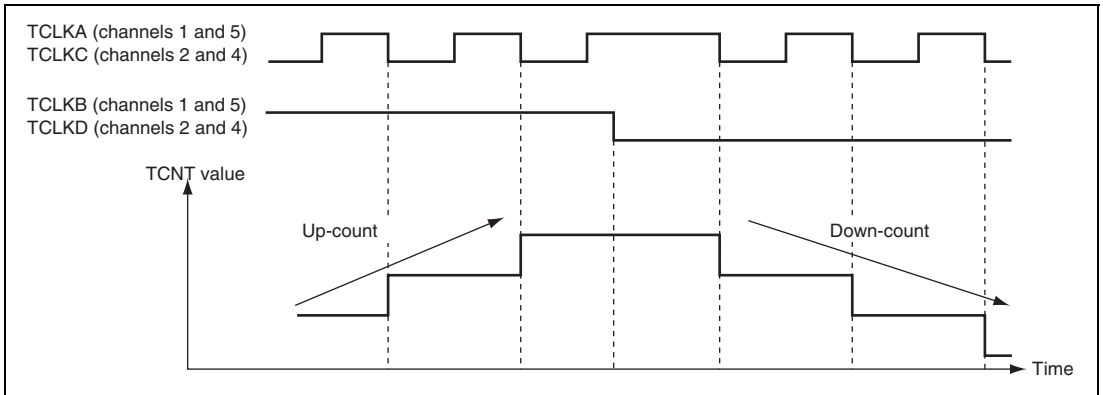 TCLKA (channels 1 and 5)
TCLKC (channels 2 and 4)
TCLKB (channels 1 and 5)
TCLKD (channels 2 and 4)
TCNT value
Up-count
Down-count
Time